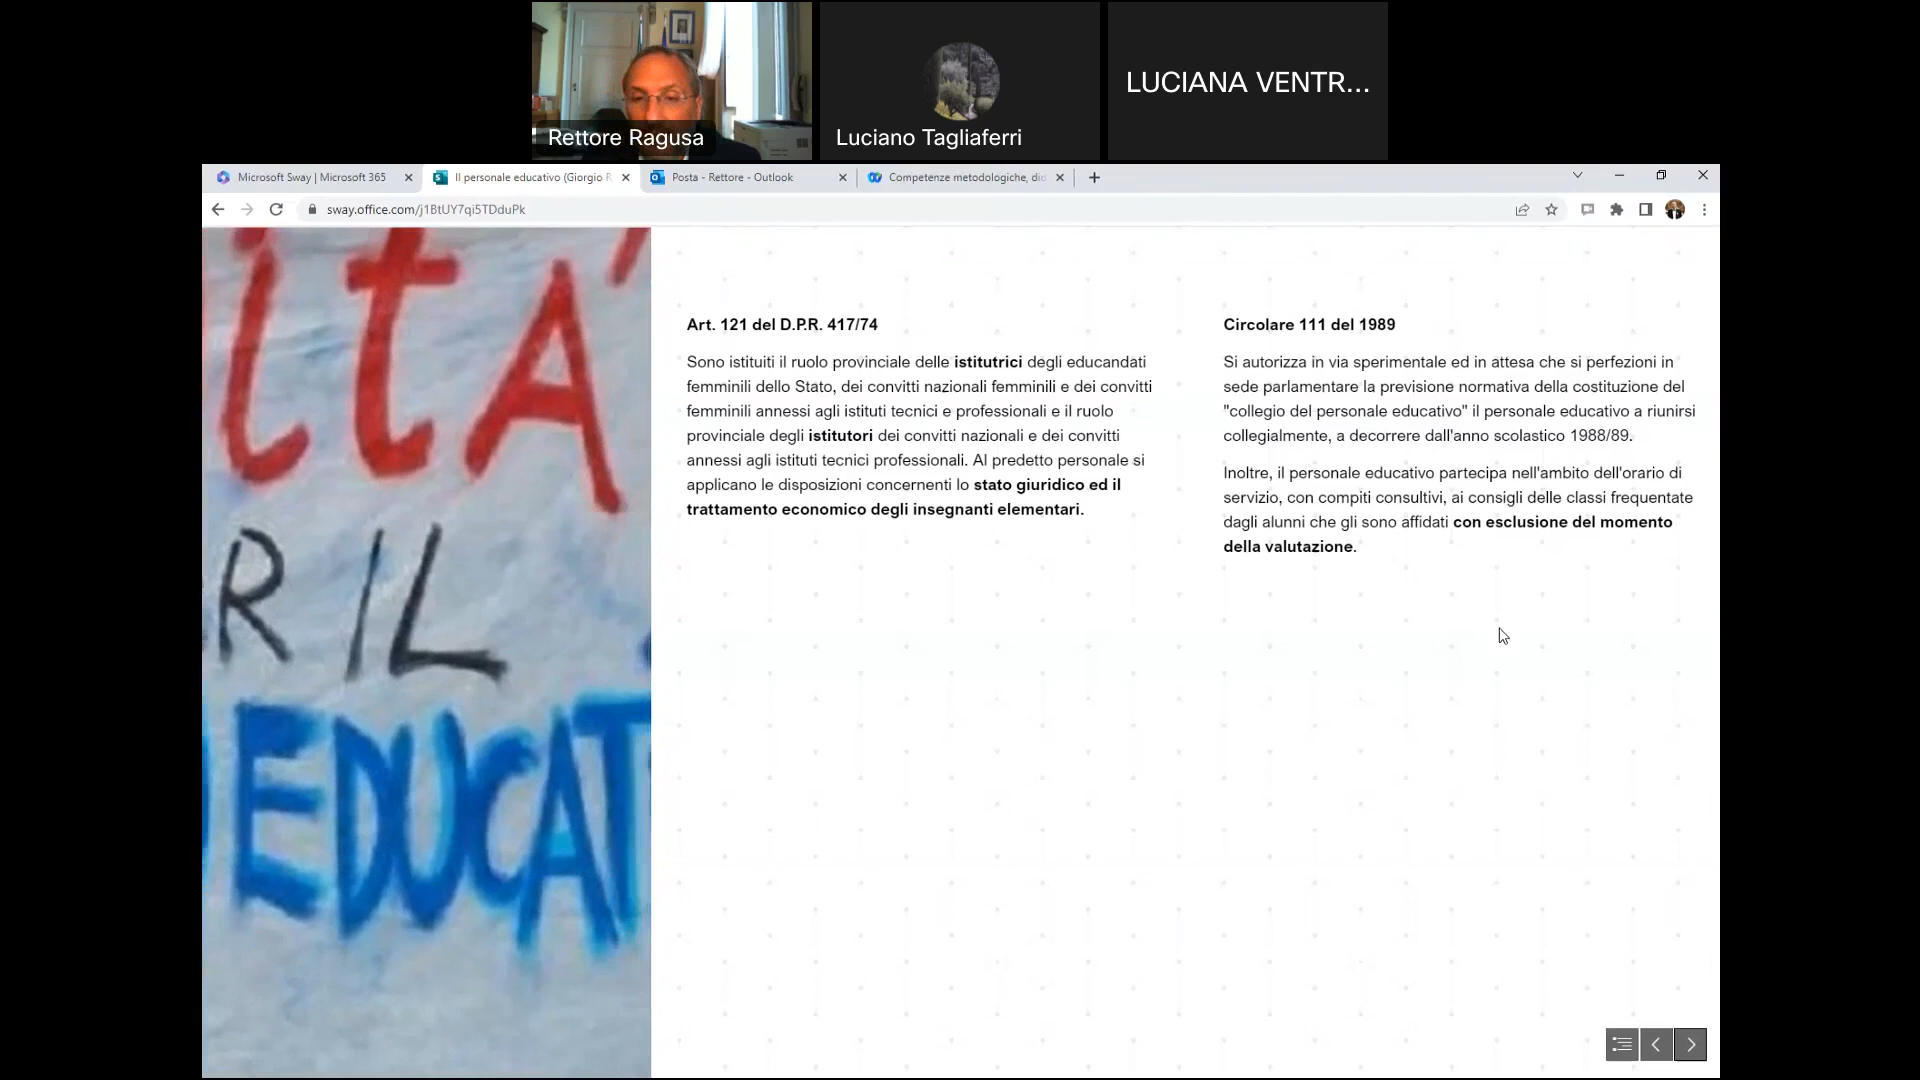 Rettore Ragusa
Luciano Tagliaferri
LUCIANA VENTR...
Microsoft Sway | Microsoft 365
Il personale educativo (Giorgio R
Posta - Rettore - Outlook
Competenze metodologiche, did
sway.office.com/j1BtUY7qi5TDduPk
ITA'
R IL
EDUCAT
Art. 121 del D.P.R. 417/74
Sono istituiti il ruolo provinciale delle istitutrici degli educandati
femminili dello Stato, dei convitti nazionali femminili e dei convitti
femminili annessi agli istituti tecnici e professionali e il ruolo
provinciale degli istitutori dei convitti nazionali e dei convitti
annessi agli istituti tecnici professionali. Al predetto personale si
applicano le disposizioni concernenti lo stato giuridico ed il
trattamento economico degli insegnanti elementari.
Circolare 111 del 1989
Si autorizza in via sperimentale ed in attesa che si perfezioni in
sede parlamentare la previsione normativa della costituzione del
"collegio del personale educativo" il personale educativo a riunirsi
collegialmente, a decorrere dall'anno scolastico 1988/89.
Inoltre, il personale educativo partecipa nell'ambito dell'orario di
servizio, con compiti consultivi, ai consigli delle classi frequentate
dagli alunni che gli sono affidati con esclusione del momento
della valutazione.